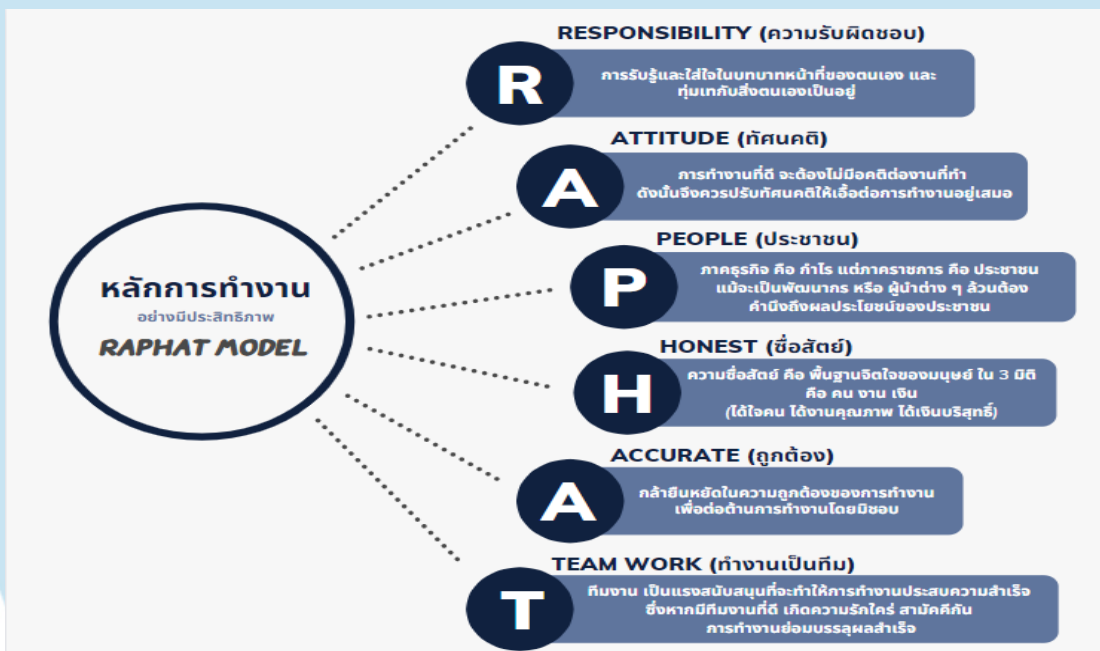 หลักการทำงาน
อย่างมีประสิทธิภาพ
RAPHAT MODEL
RESPONSIBILITY (ความรับผิดชอบ)
R
การรับรู้และใส่ใจในบทบาทหน้าที่ของตนเอง และ
ทุ่มเทกับสิ่งตนเองเป็นอยู่
ATTITUDE (ทัศนคติ)
A
การทำงานที่ดี จะต้องไม่มีอคติต่องานที่ทำ
ดังนั้นจึงควรปรับทัศนคติให้เอื้อต่อการทำงานอยู่เสมอ
PEOPLE (ประชาชน)
P
ภาคธุรกิจ คือ กำไร แต่ภาคราชการ คือ ประชาชน
แม้จะเป็นพัฒนากร หรือ ผู้นำต่าง ๆ ล้วนต้อง
คำนึงถึงผลประโยชน์ของประชาชน
HONEST (ซื่อสัตย์)
H
ความซื่อสัตย์ คือ พื้นฐานจิตใจของมนุษย์ ใน 3 มิติ
คือ คน งาน เงิน
(ได้ใจคน ได้งานคุณภาพ ได้เงินบริสุทธิ์)
ACCURATE (ถูกต้อง)
A
กล้ายืนหยัดในความถูกต้องของการทำงาน
เพื่อต่อต้านการทำงานโดยมิชอบ
TEAM WORK (ทำงานเป็นทีม)
T
ทีมงาน เป็นแรงสนับสนุนที่จะทำให้การทำงานประสบความสำเร็จ
ซึ่งหากมีทีมงานที่ดี เกิดความรักใคร่ สามัคคีกัน
การทำงานย่อมบรรลุผลสำเร็จ